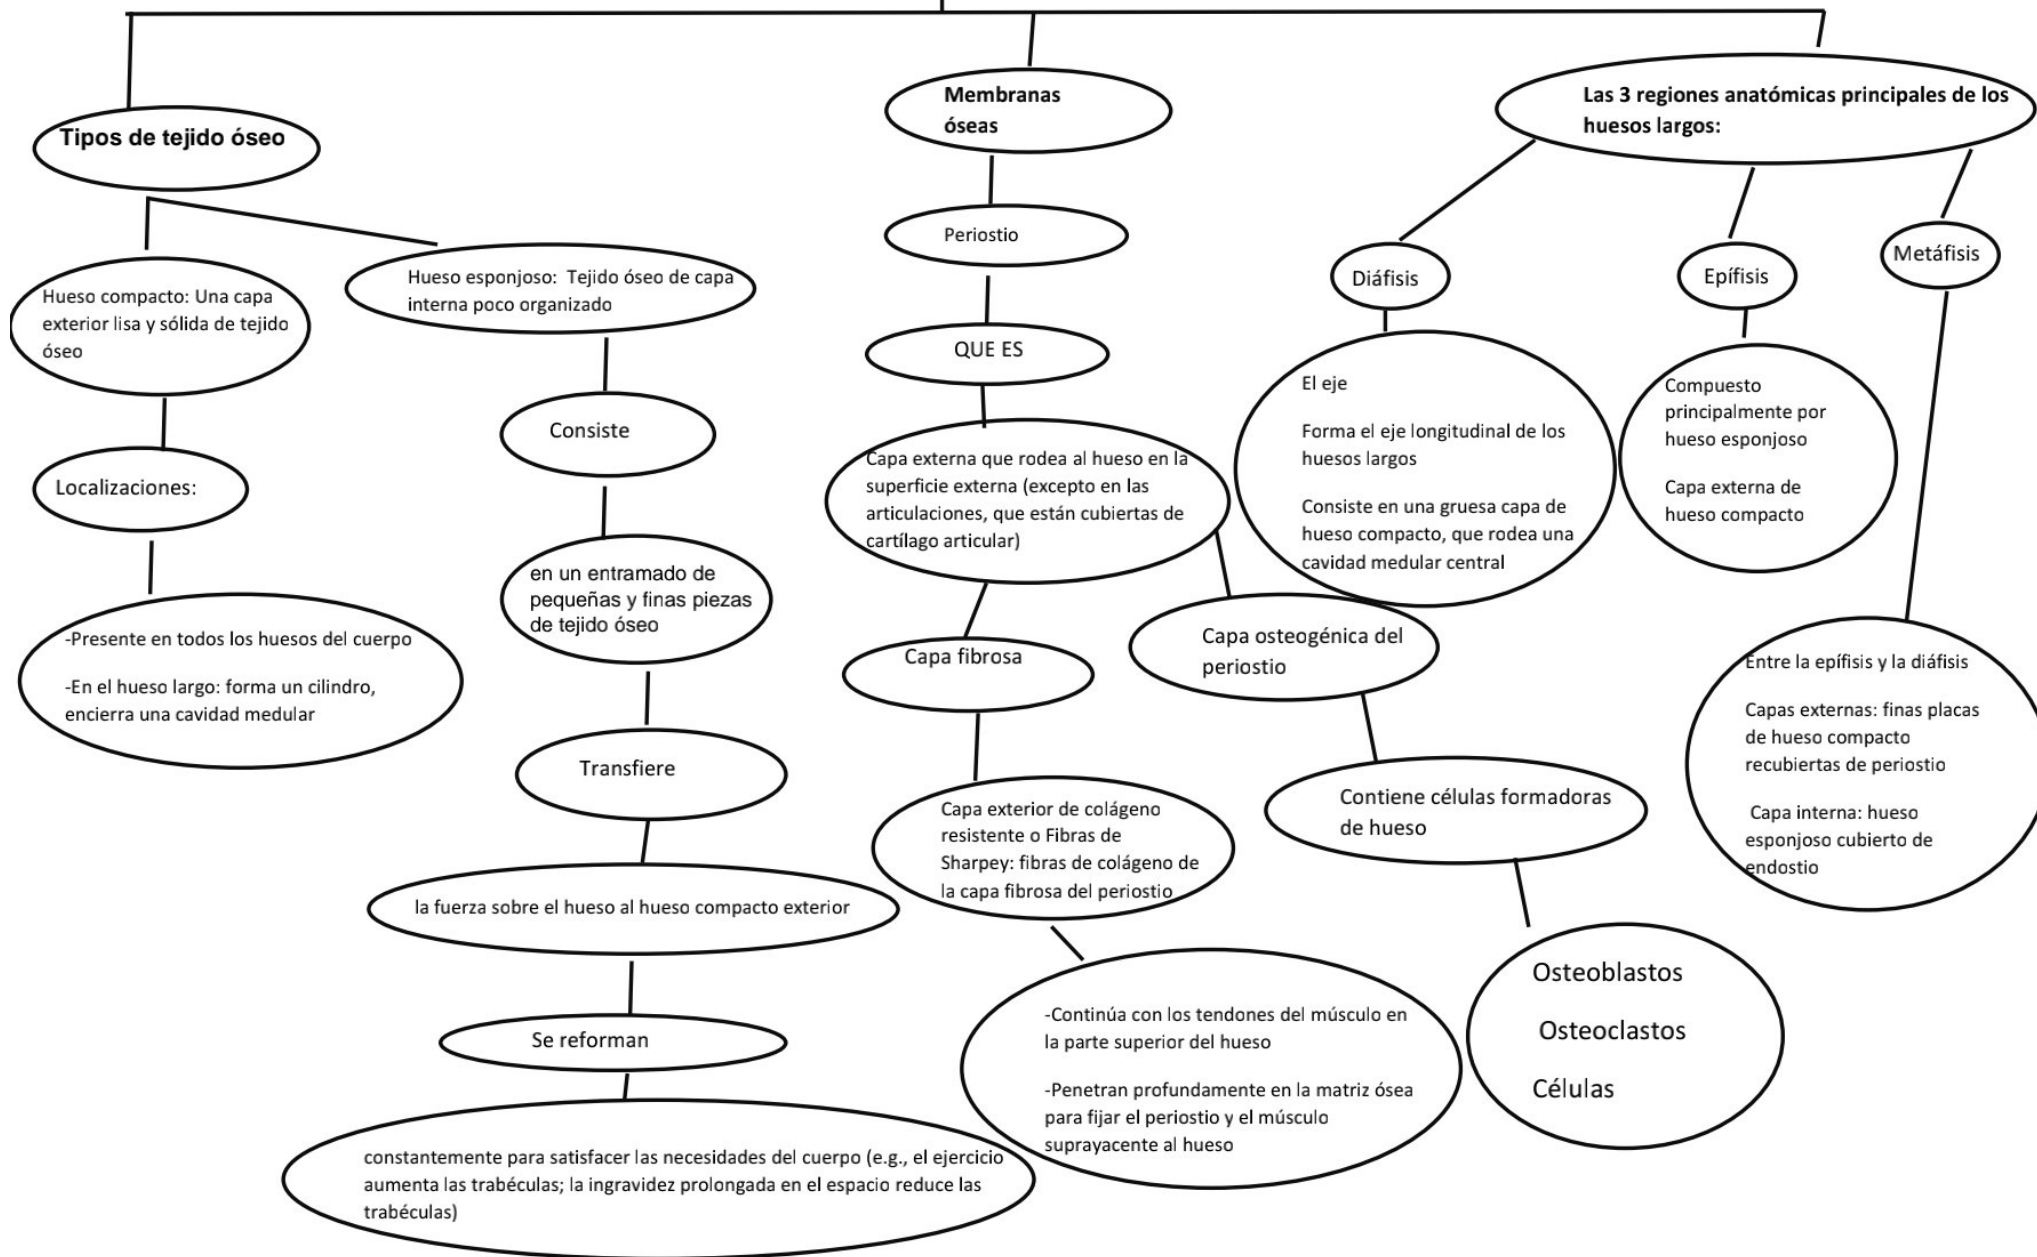 Tipos de tejido óseo
Hueso compacto: Una capa
exterior lisa y sólida de tejido
óseo
Localizaciones:
-Presente en todos los huesos del cuerpo
-En el hueso largo: forma un cilindro,
encierra una cavidad medular
Hueso esponjoso:  Tejido óseo de capa
interna poco organizado
Consiste
en un entramado de
pequeñas y finas piezas
de tejido óseo
Transfiere
la fuerza sobre el hueso al hueso compacto exterior
Se reforman
constantemente para satisfacer las necesidades del cuerpo (e.g., el ejercicio
aumenta las trabéculas; la ingravidez prolongada en el espacio reduce las
trabéculas)
Membranas
óseas
Periostio
QUE ES
Capa externa que rodea al hueso en la
superficie externa (excepto en las
articulaciones, que están cubiertas de
cartílago articular)
Capa fibrosa
Capa exterior de colágeno
resistente o Fibras de
Sharpey: fibras de colágeno de
la capa fibrosa del periostio
-Continúa con los tendones del músculo en
la parte superior del hueso
-Penetran profundamente en la matriz ósea
para fijar el periostio y el músculo
suprayacente al hueso
Capa osteogénica del
periostio
Contiene células formadoras
de hueso
Osteoblastos
Osteoclastos
Células
Las 3 regiones anatómicas principales de los
huesos largos:
Diáfisis
El eje
Forma el eje longitudinal de los
huesos largos
Consiste en una gruesa capa de
hueso compacto, que rodea una
cavidad medular central
Epífisis
Compuesto
principalmente por
hueso esponjoso
Capa externa de
hueso compacto
Metáfisis
Entre la epífisis y la diáfisis
Capas externas: finas placas
de hueso compacto
recubiertas de periostio
Capa interna: hueso
esponjoso cubierto de
endostio